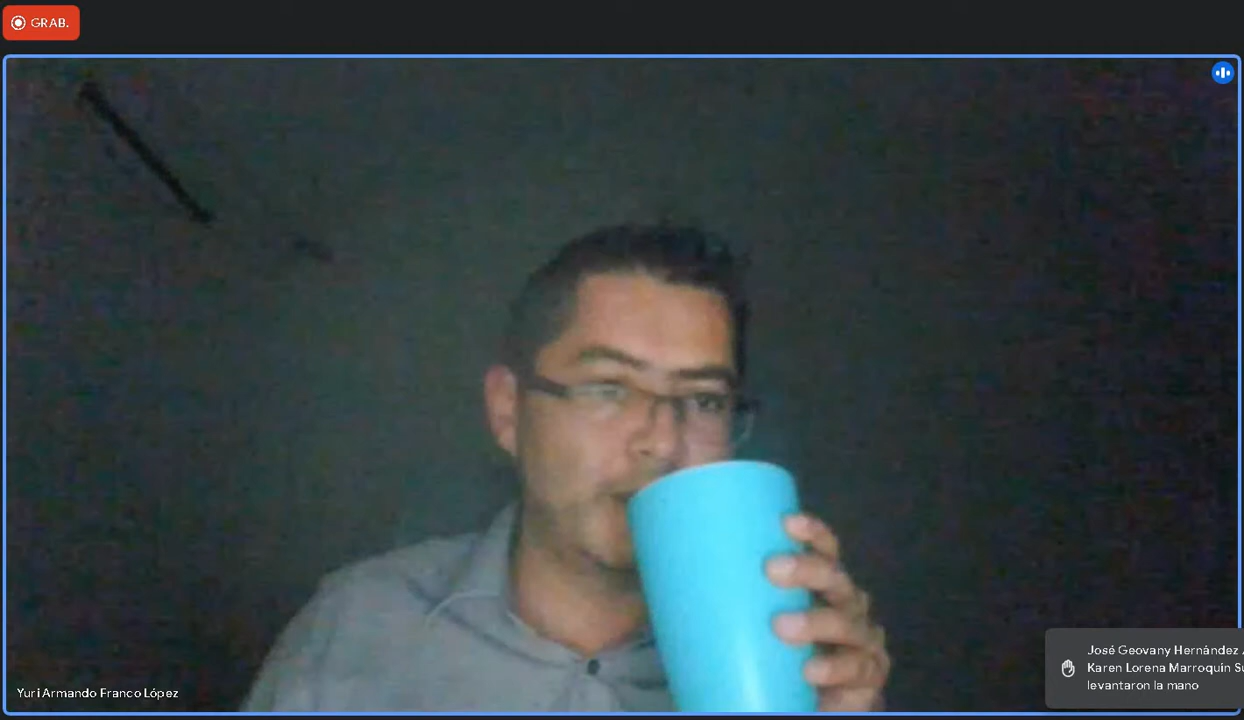 GRAB.
Yuri Armando Franco López
José Geovany Hernández
Karen Lorena Marroquin
levantaron la mano